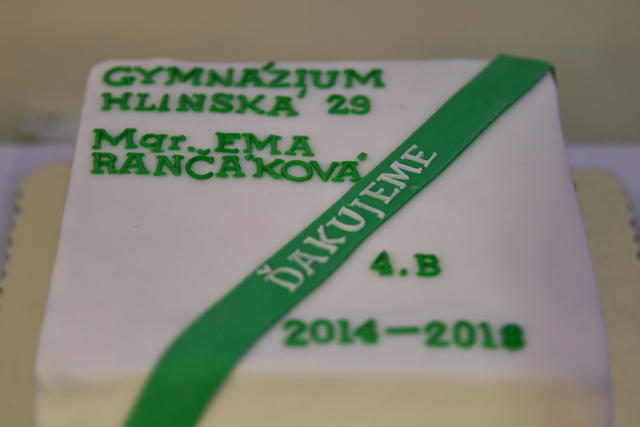 GYMNÁZIUM
HLINSKÁ 29
Mgr. EMA
RANČÁKOVÁ
ĎAKUJEME
4.B
2014-2018